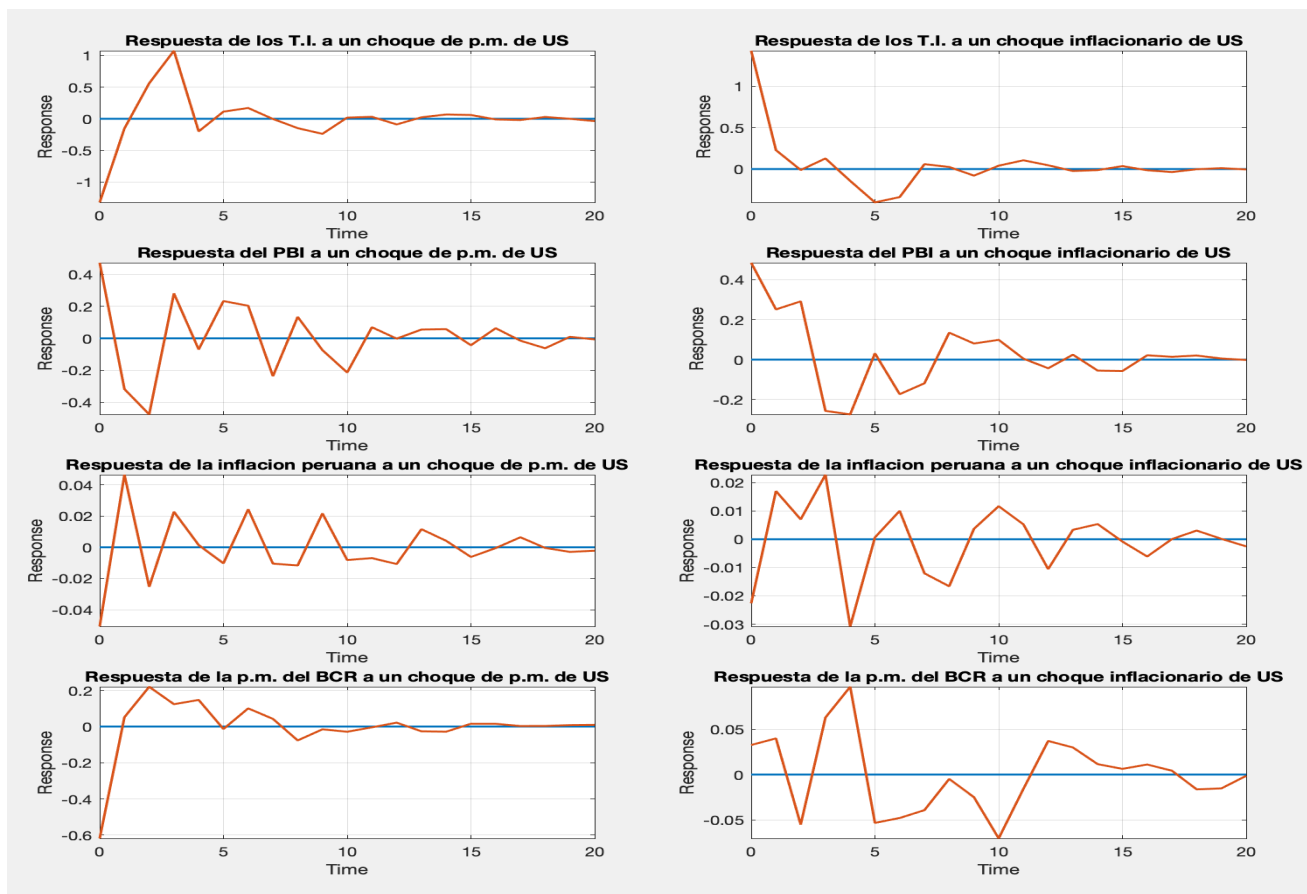 Respuesta de los T.I. a un choque de p.m. de US
1
0.5
0
-0.5
-1
Response
0 5 10 15 20
Time
Respuesta de los T.I. a un choque inflacionario de US
1
0.5
0
Response
0 5 10 15 20
Time
Respuesta del PBI a un choque de p.m. de US
0.4
0.2
0
-0.2
-0.4
Response
0 5 10 15 20
Time
Respuesta del PBI a un choque inflacionario de US
0.4
0.2
0
-0.2
Response
0 5 10 15 20
Time
Respuesta de la inflacion peruana a un choque de p.m. de US
0.04
0.02
0
-0.02
-0.04
Response
0 5 10 15 20
Time
Respuesta de la inflacion peruana a un choque inflacionario de US
0.02
0.01
0
-0.01
-0.02
-0.03
Response
0 5 10 15 20
Time
Respuesta de la p.m. del BCR a un choque de p.m. de US
0.2
0
-0.2
-0.4
-0.6
Response
0 5 10 15 20
Time
Respuesta de la p.m. del BCR a un choque inflacionario de US
0.05
0
-0.05
Response
0 5 10 15 20
Time